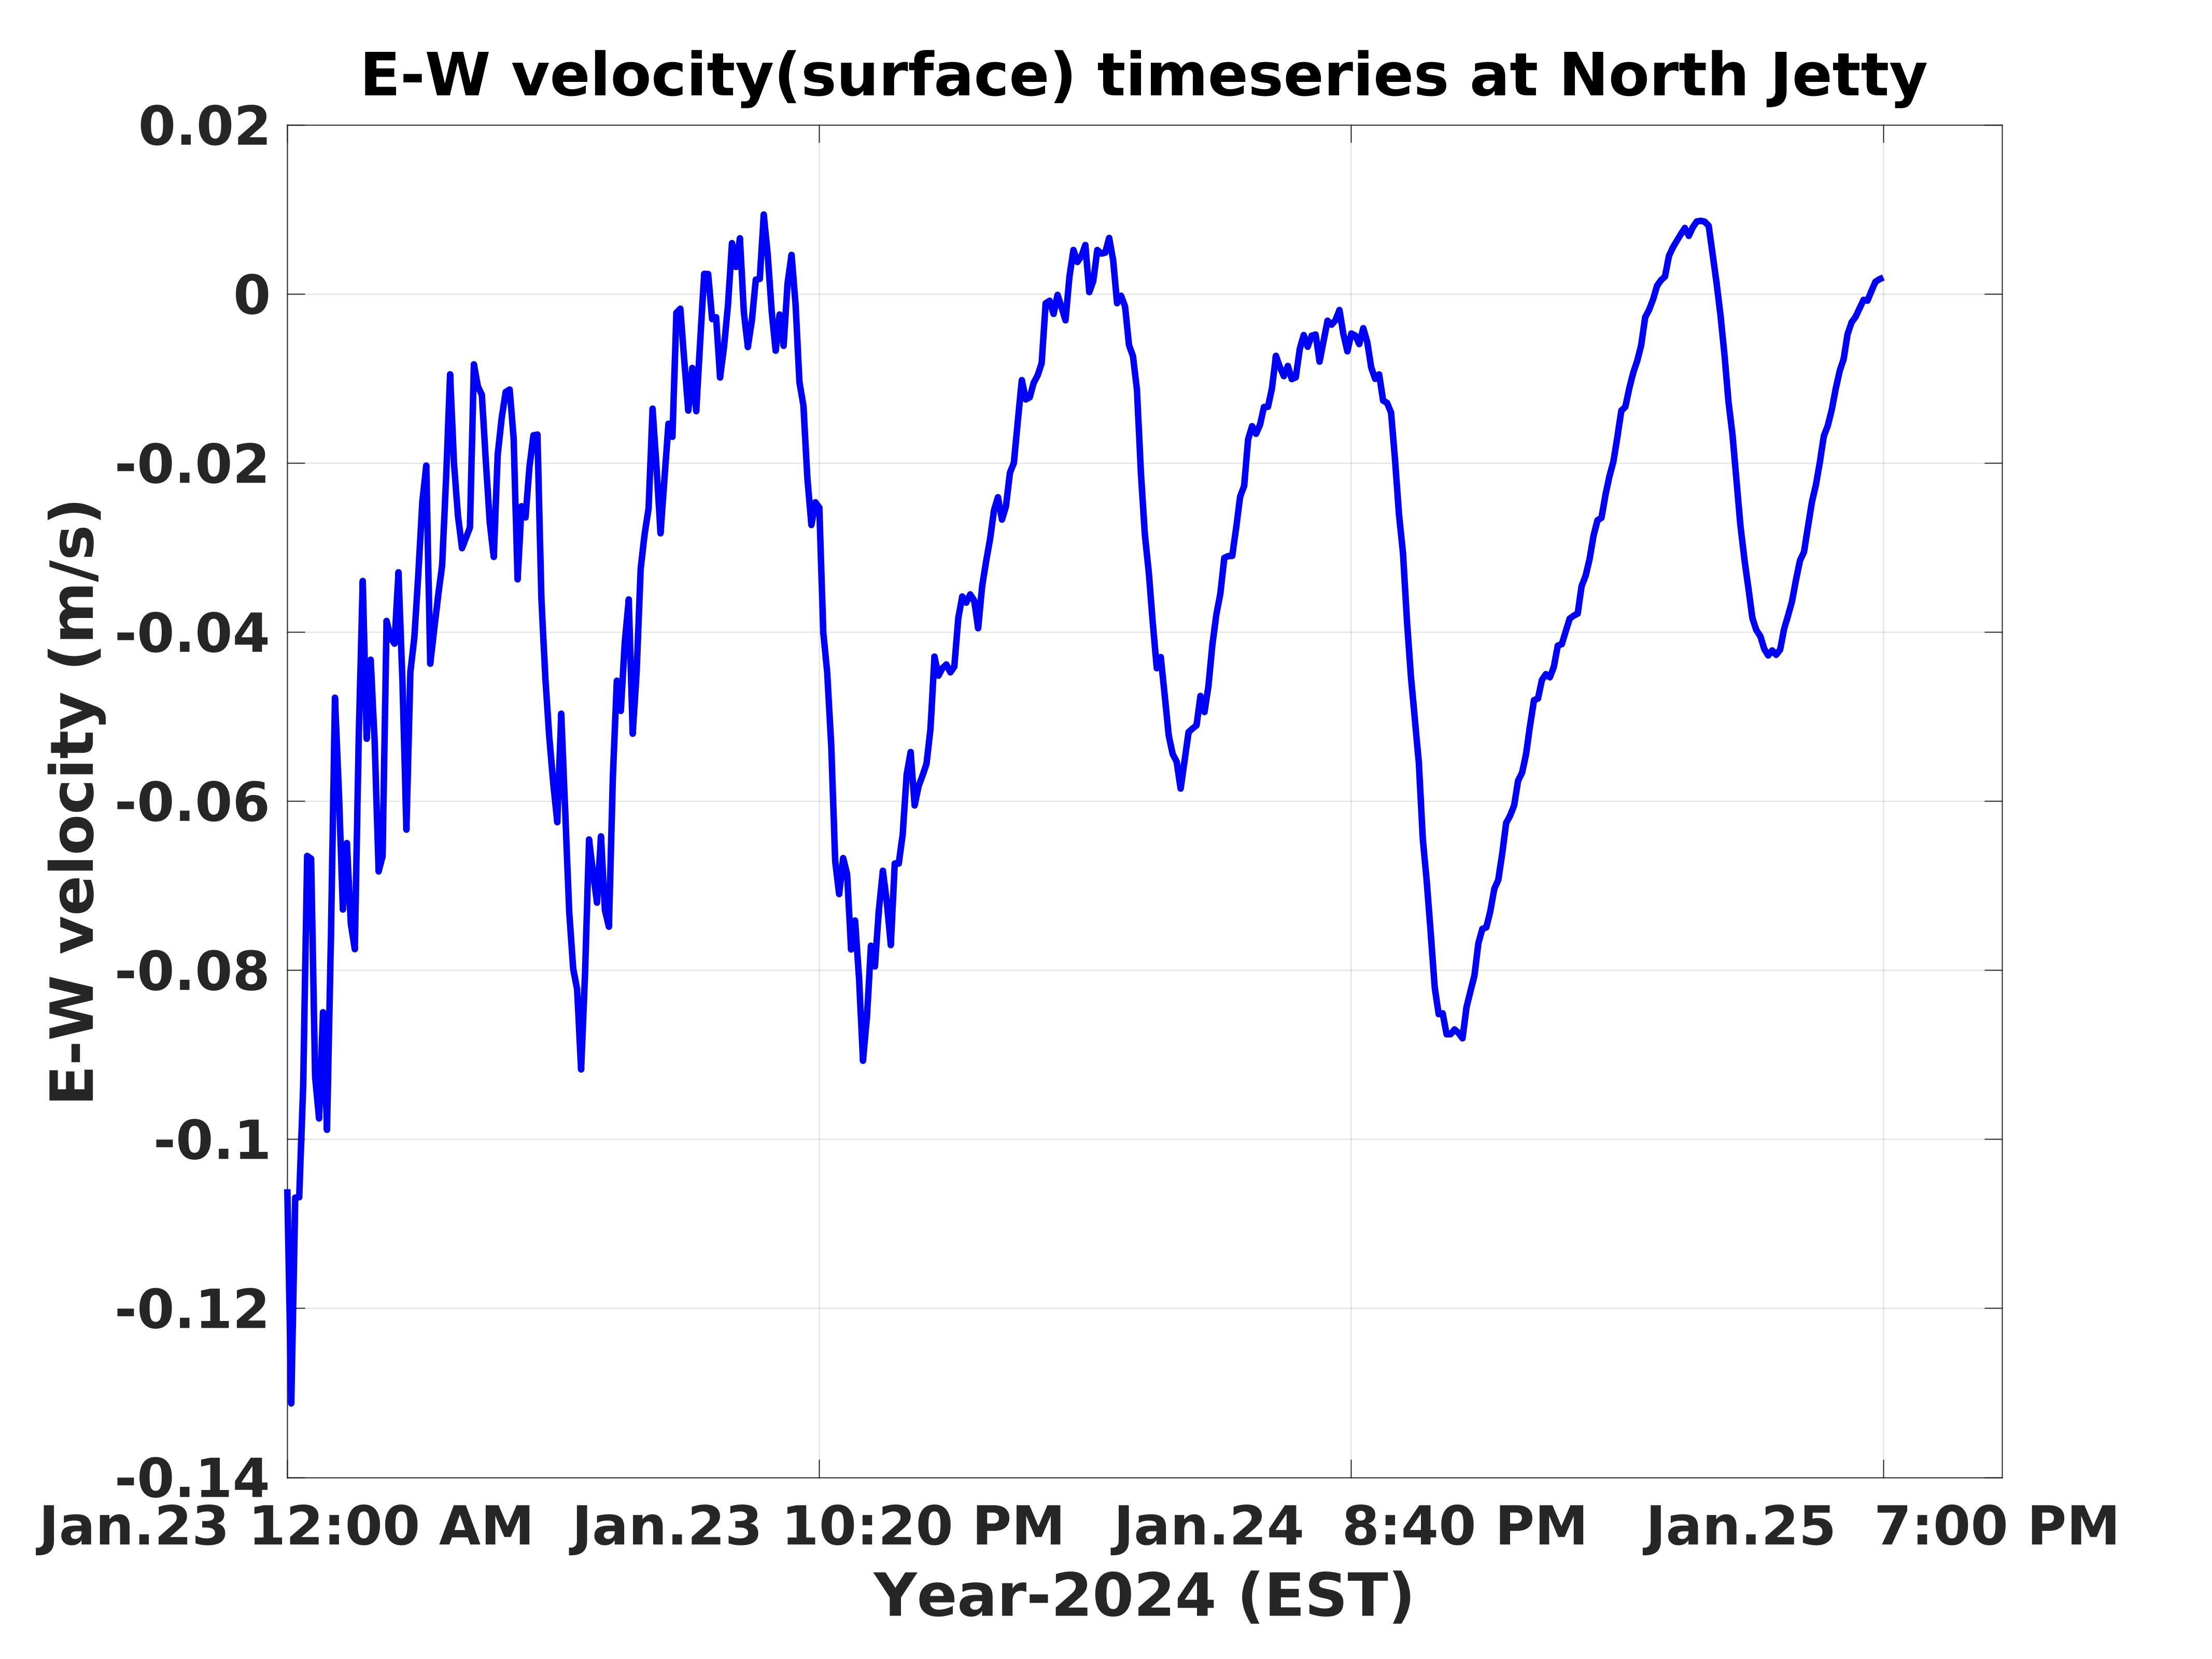 E-W velocity(surface) timeseries at North Jetty
0.02
0
-0.02
-0.04
-0.06
-0.08
-0.1
-0.12
-0.14
E-W velocity (m/s)
Jan.23 12:00 AM Jan.23 10:20 PM Jan.24 8:40 PM Jan.25 7:00 PM
Year-2024 (EST)